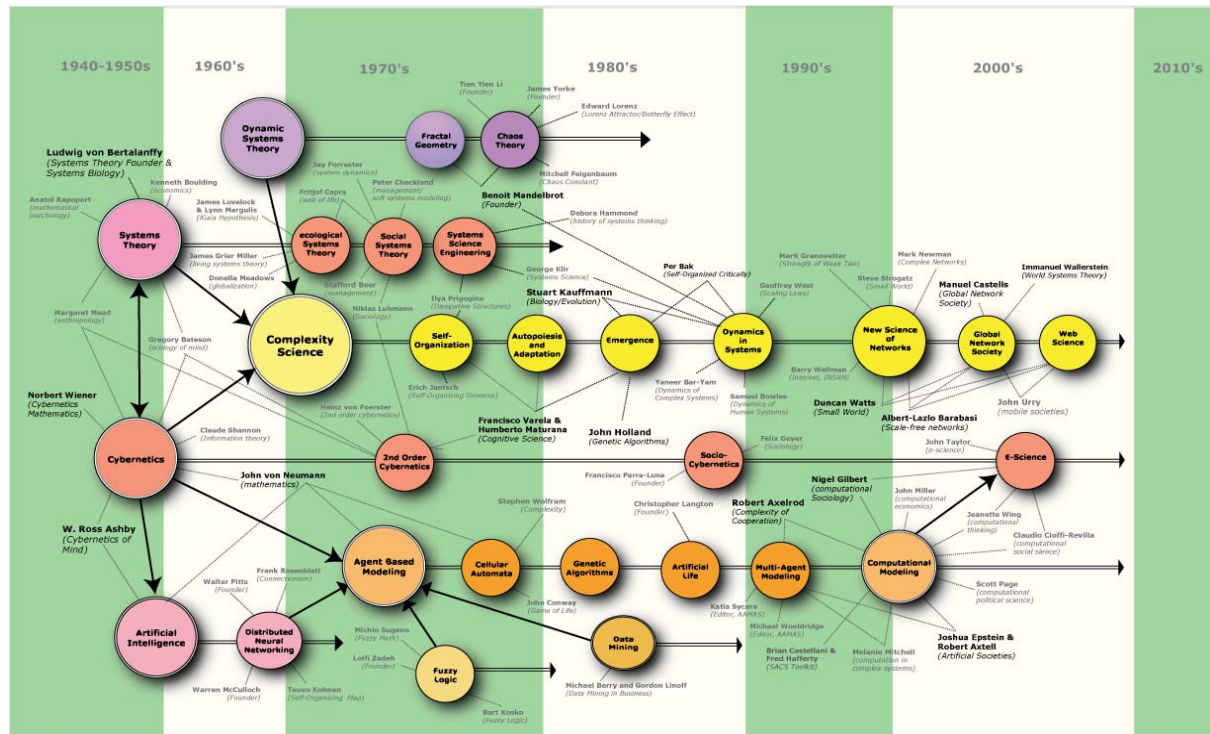 1940-1950s
1960's
1970's
1980's
1990's
2000's
2010's
Dynamic
Systems
Theory
Fractal
Geometry
Chaos
Theory
Tien Yien Li
(Founder)
James Yorke
(Founder)
Edward Lorenz
(Lorenz Attractor/Butterfly Effect)
Mitchell Feigenbaum
(Chaos Constant)
Benoit Mandelbrot
(Founder)
Ludwig von Bertalanffy
(Systems Theory Founder &
Systems Biology)
Kenneth Boulding
(economics)
Anatol Rapoport
(mathematical
psychology)
Systems
Theory
James Lovelock
& Lynn Margulis
(Gaia Hypothesis)
Fritjof Capra
(web of life)
Jay Forrester
(system dynamics)
Peter Checkland
(management/
soft systems modeling)
ecological
Systems
Theory
Social
Systems
Theory
Systems
Science
Engineering
Debora Hammond
(history of systems thinking)
James Grier Miller
(living systems theory)
Donella Meadows
(globalization)
Stafford Beer
(management)
Niklas Luhmann
(Sociology)
George Klir
(Systems Science)
Ilya Prigogine
(Dissipative Structures)
Stuart Kauffmann
(Biology/Evolution)
Per Bak
(Self-Organized Critically)
Geoffrey West
(Scaling Laws)
MarK Granovetter
(Strength of Weak Ties)
Steve Strogatz
(Small World)
Mark Newman
(Complex Networks)
Manuel Castells
(Global Network
Society)
Immanuel Wallerstein
(World Systems Theory)
Margaret Mead
(anthropology)
Gregory Bateson
(ecology of mind)
Complexity
Science
Self-
Organization
Autopoiesis
and
Adaptation
Emergence
Dynamics
in
Systems
New Science
of Networks
Global
Network
Society
Web
Science
Erich Jantsch
(Self-Organizing Universe)
Yaneer Bar-Yam
(Dynamics of
Complex Systems)
Samuel Bowles
(Dynamics of
Human Systems)
Barry Wellman
(Internet, INSNN)
Duncan Watts
(Small World)
Albert-Lazlo Barabasi
(Scale-free networks)
John Urry
(mobile societies)
Norbert Wiener
(Cybernetics
Mathematics)
Claude Shannon
(Information theory)
Heinz von Foerster
(2nd order cybernetics)
Francisco Varela &
Humberto Maturana
(Cognitive Science)
John Holland
(Genetic Algorithms)
Cybernetics
2nd Order
Cybernetics
Socio-
Cybernetics
Felix Geyer
(Sociology)
Francisco Parra-Luna
(Founder)
John Taylor
(e-science)
E-Science
John von Neumann
(mathematics)
Stephen Wolfram
(Complexity)
Christopher Langton
(Founder)
Robert Axelrod
(Complexity of
Cooperation)
Nigel Gilbert
(computational
Sociology)
John Miller
(computational
economics)
Jeanette Wing
(computational
thinking)
Claudio Cioffi-Revilla
(computational
social sience)
W. Ross Ashby
(Cybernetics of
Mind)
Agent Based
Modeling
Cellular
Automata
Genetic
Algorithms
Artificial
Life
Multi-Agent
Modeling
Computational
Modeling
Scott Page
(computational
political science)
John Conway
(Game of Life)
Katia Sycara
(Editor, AAMAS)
Michael Wooldridge
(Editor, AAMAS)
Brian Castellani &
Fred Hafferty
(SACS Toolkit)
Melanie Mitchell
(computation in
complex systems)
Joshua Epstein &
Robert Axtell
(Artificial Societies)
Walter Pitts
(Founder)
Frank Rosenblatt
(Connectionism)
Artificial
Intelligence
Distributed
Neural
Networking
Warren McCulloch
(Founder)
Teuvo Kohnen
(Self-Organizing Map)
Michio Sugeno
(Fuzzy Math)
Lotfi Zadeh
(Founder)
Fuzzy
Logic
Bart Kosko
(Fuzzy Logic)
Data
Mining
Michael Berry and Gordon Linoff
(Data Mining in Business)